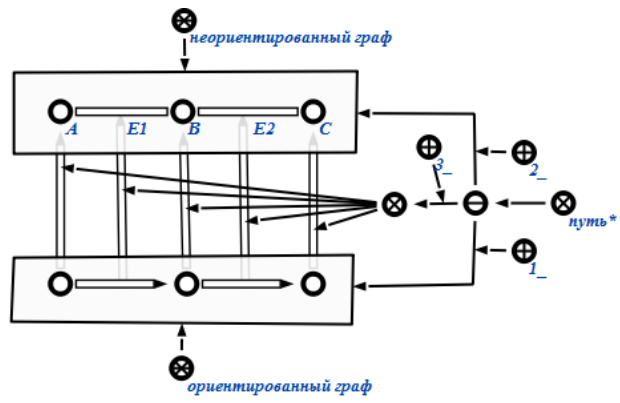 неориентированный граф
A E1 B E2 C
3_
2_
путь*
1_
ориентированный граф